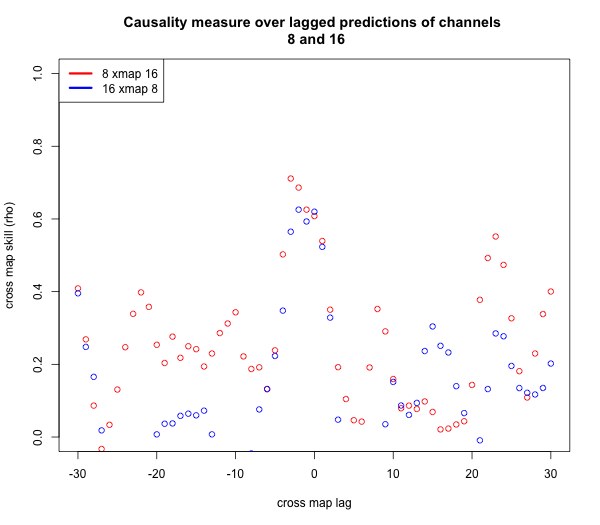 Causality measure over lagged predictions of channels
8 and 16
8 xmap 16
16 xmap 8
cross map skill (rho)
1.0
0.8
0.6
0.4
0.2
0.0
-30 -20 -10 0 10 20 30
cross map lag